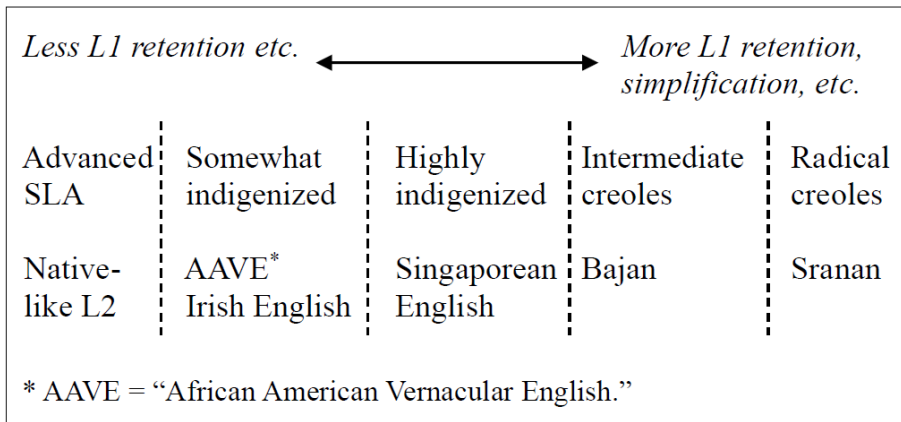 Less L1 retention etc.
More L1 retention,
simplification, etc.
Advanced SLA
Somewhat indigenized
Highly indigenized
Intermediate creoles
Radical creoles
Native-like L2
AAVE*
Irish English
Singaporean English
Bajan
Sranan
* AAVE = “African American Vernacular English.”